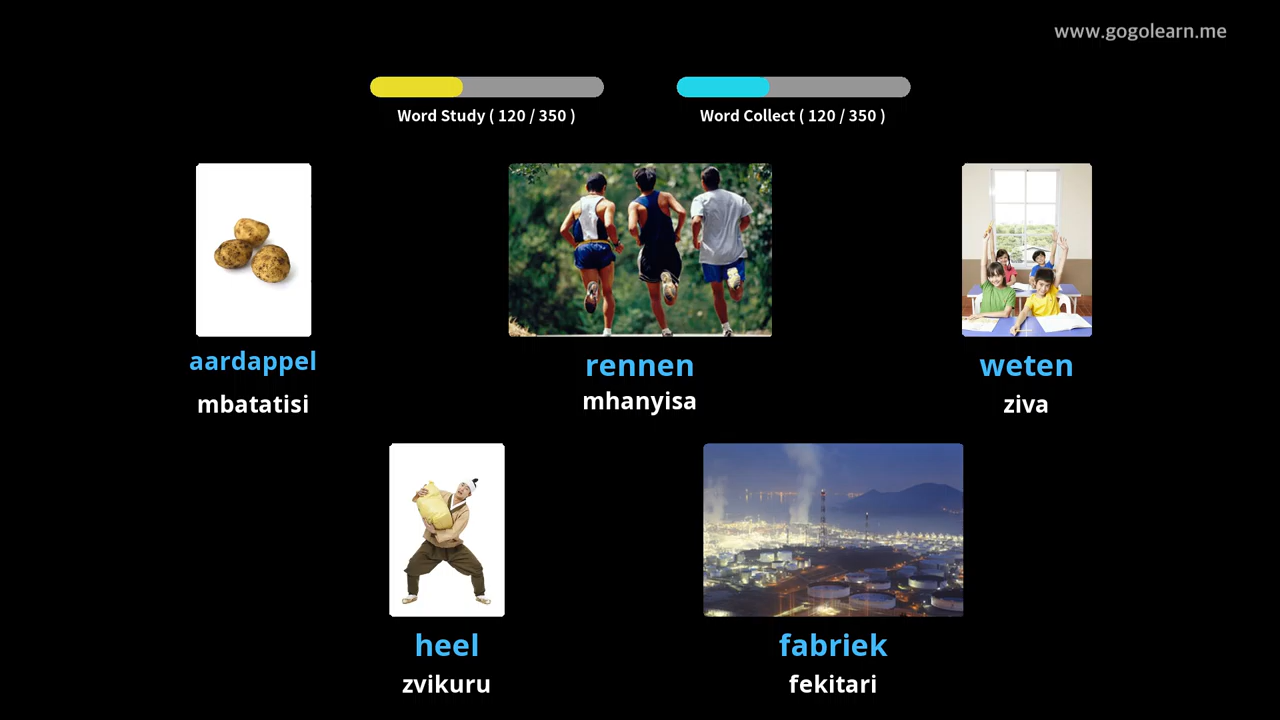 www.gogolearn.me
Word Study ( 120 / 350 )
Word Collect ( 120 / 350 )
aardappel
mbatatisi
rennen
mhanyisa
weten
ziva
heel
zvikuru
fabriek
fekitari